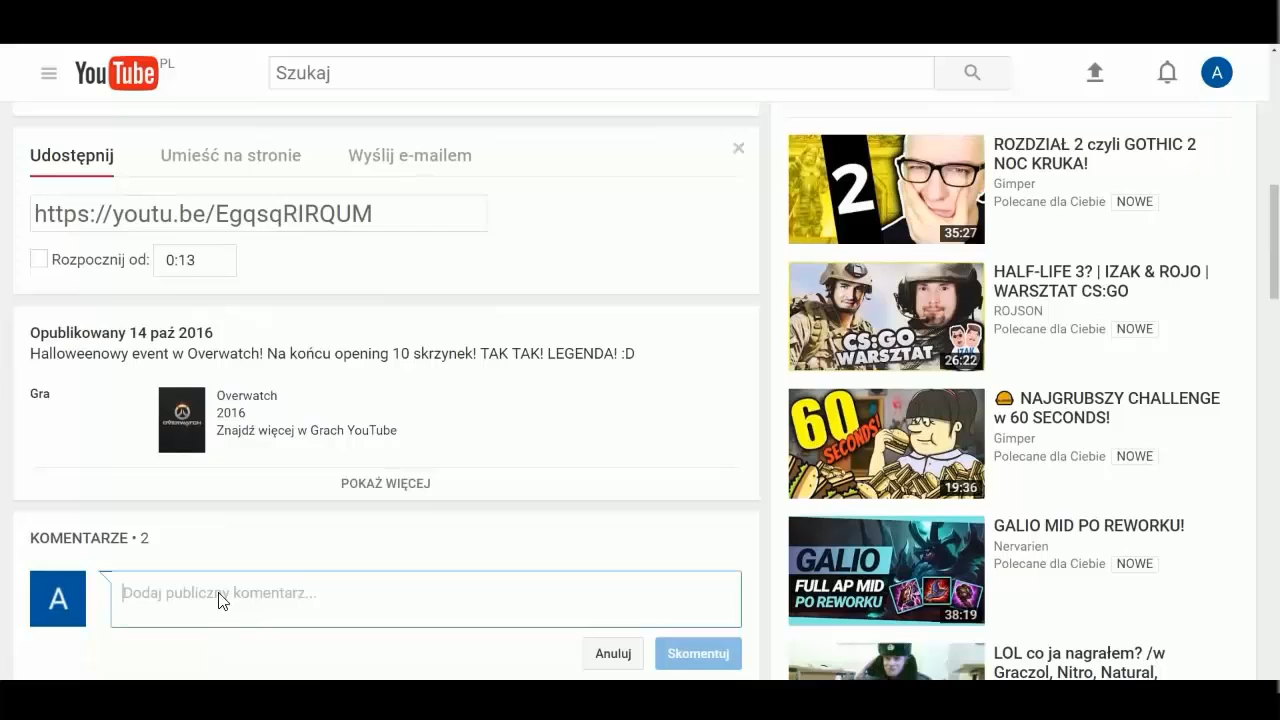 YouTube PL
Szukaj
A
Udostępnij
Umieść na stronie
Wyślij e-mailem
https://youtu.be/EgqsqRIRQUM
Rozpocznij od: 0:13
Opublikowany 14 paź 2016
Halloweenowy event w Overwatch! Na końcu opening 10 skrzynek! TAK TAK! LEGENDA! :D
Gra
OVERWATCH
Overwatch
2016
Znajdź więcej w Grach YouTube
POKAŻ WIĘCEJ
KOMENTARZE • 2
A
Dodaj publiczny komentarz...
Anuluj
Skomentuj
2
35:27
ROZDZIAŁ 2 czyli GOTHIC 2
NOC KRUKA!
Gimper
Polecane dla Ciebie NOWE
CS:GO
WARSZTAT
IZAK
26:22
HALF-LIFE 3? | IZAK & ROJO |
WARSZTAT CS:GO
ROJSON
Polecane dla Ciebie NOWE
60
SECONDS!
19:36
NAJGRUBSZY CHALLENGE
w 60 SECONDS!
Gimper
Polecane dla Ciebie NOWE
GALIO
FULL AP MID
PO REWORKU!
38:19
GALIO MID PO REWORKU!
Nervarien
Polecane dla Ciebie NOWE
LOL co ja nagrałem? /w
Graczol, Nitro, Natural,